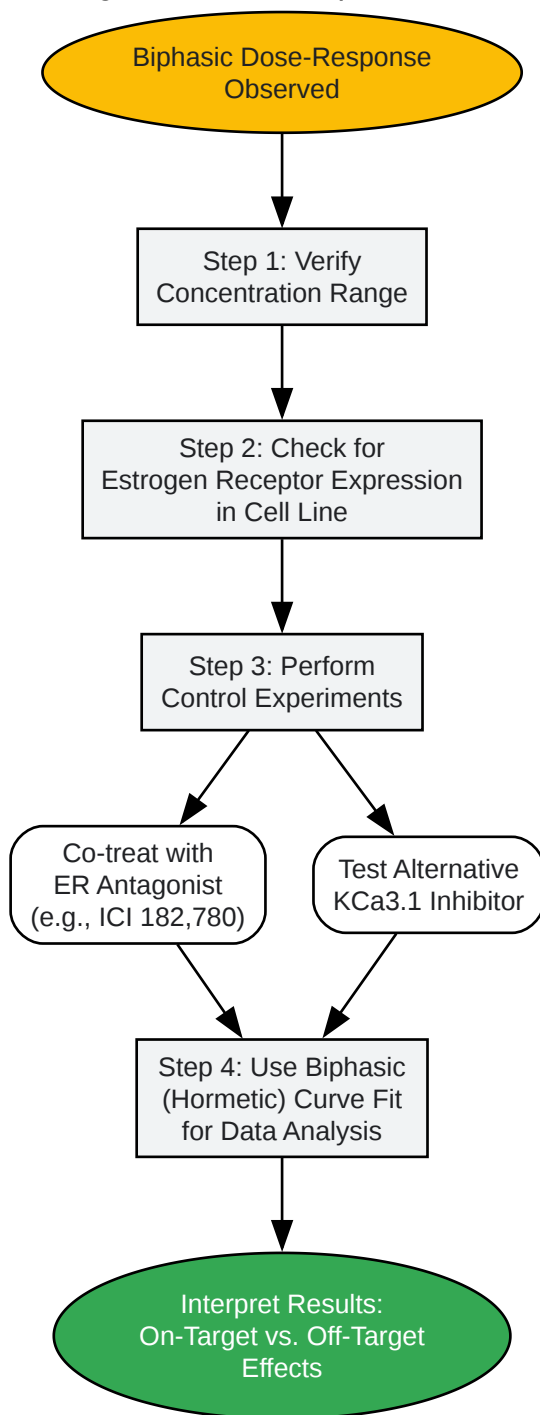 Biphasic Dose-Response
Observed
Step 1: Verify
Concentration Range
Step 2: Check for
Estrogen Receptor Expression
in Cell Line
Step 3: Perform
Control Experiments
Co-treat with
ER Antagonist
(e.g., ICI 182,780)
Test Alternative
KCa3.1 Inhibitor
Step 4: Use Biphasic
(Hormetic) Curve Fit
for Data Analysis
Interpret Results:
On-Target vs. Off-Target
Effects